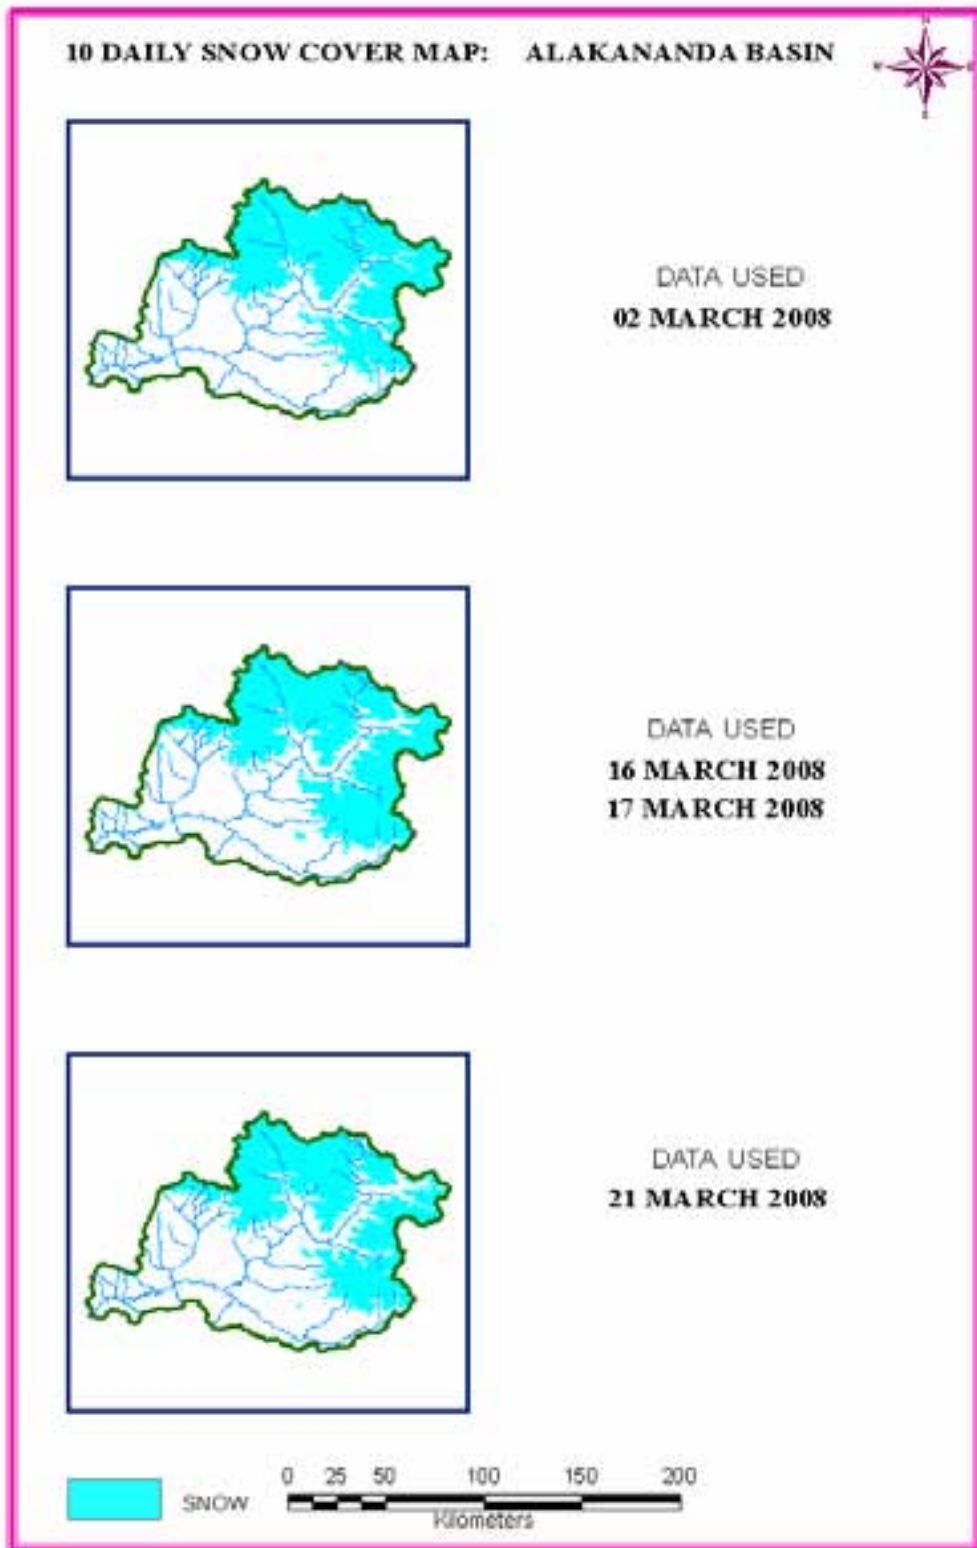 10 DAILY SNOW COVER MAP: ALAKANANDA BASIN
N
W E
S
DATA USED
02 MARCH 2008
DATA USED
16 MARCH 2008
17 MARCH 2008
DATA USED
21 MARCH 2008
SNOW
0 25 50 100 150 200
Kilometers